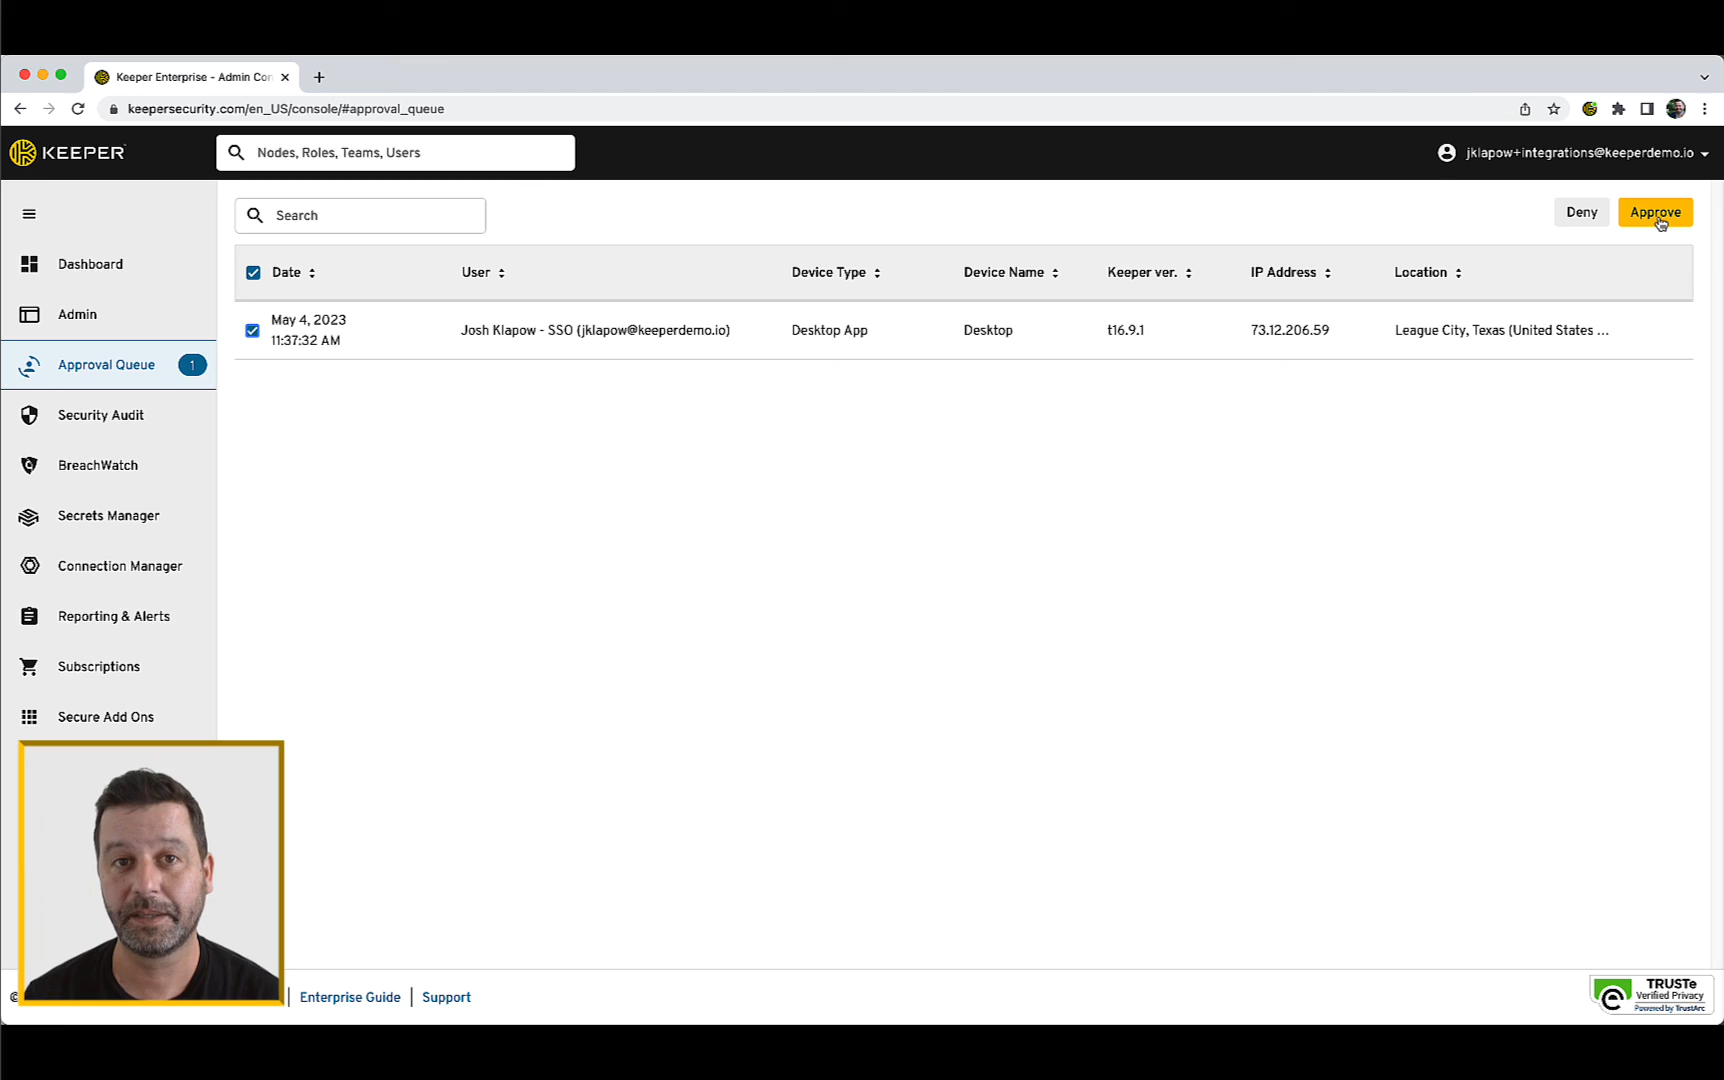 Keeper Enterprise - Admin Con
keepersecurity.com/en_US/console/#approval_queue
KEEPER
Nodes, Roles, Teams, Users
jklapow+integrations@keeperdemo.io
Search
Deny
Approve
Date
User
Device Type
Device Name
Keeper ver.
IP Address
Location
May 4, 2023
11:37:32 AM
Josh Klapow - SSO (jklapow@keeperdemo.io)
Desktop App
Desktop
t16.9.1
73.12.206.59
League City, Texas (United States ...
Dashboard
Admin
Approval Queue
1
Security Audit
BreachWatch
Secrets Manager
Connection Manager
Reporting & Alerts
Subscriptions
Secure Add Ons
©
Enterprise Guide
Support
TRUSTe
Verified Privacy
Powered by TrustArc